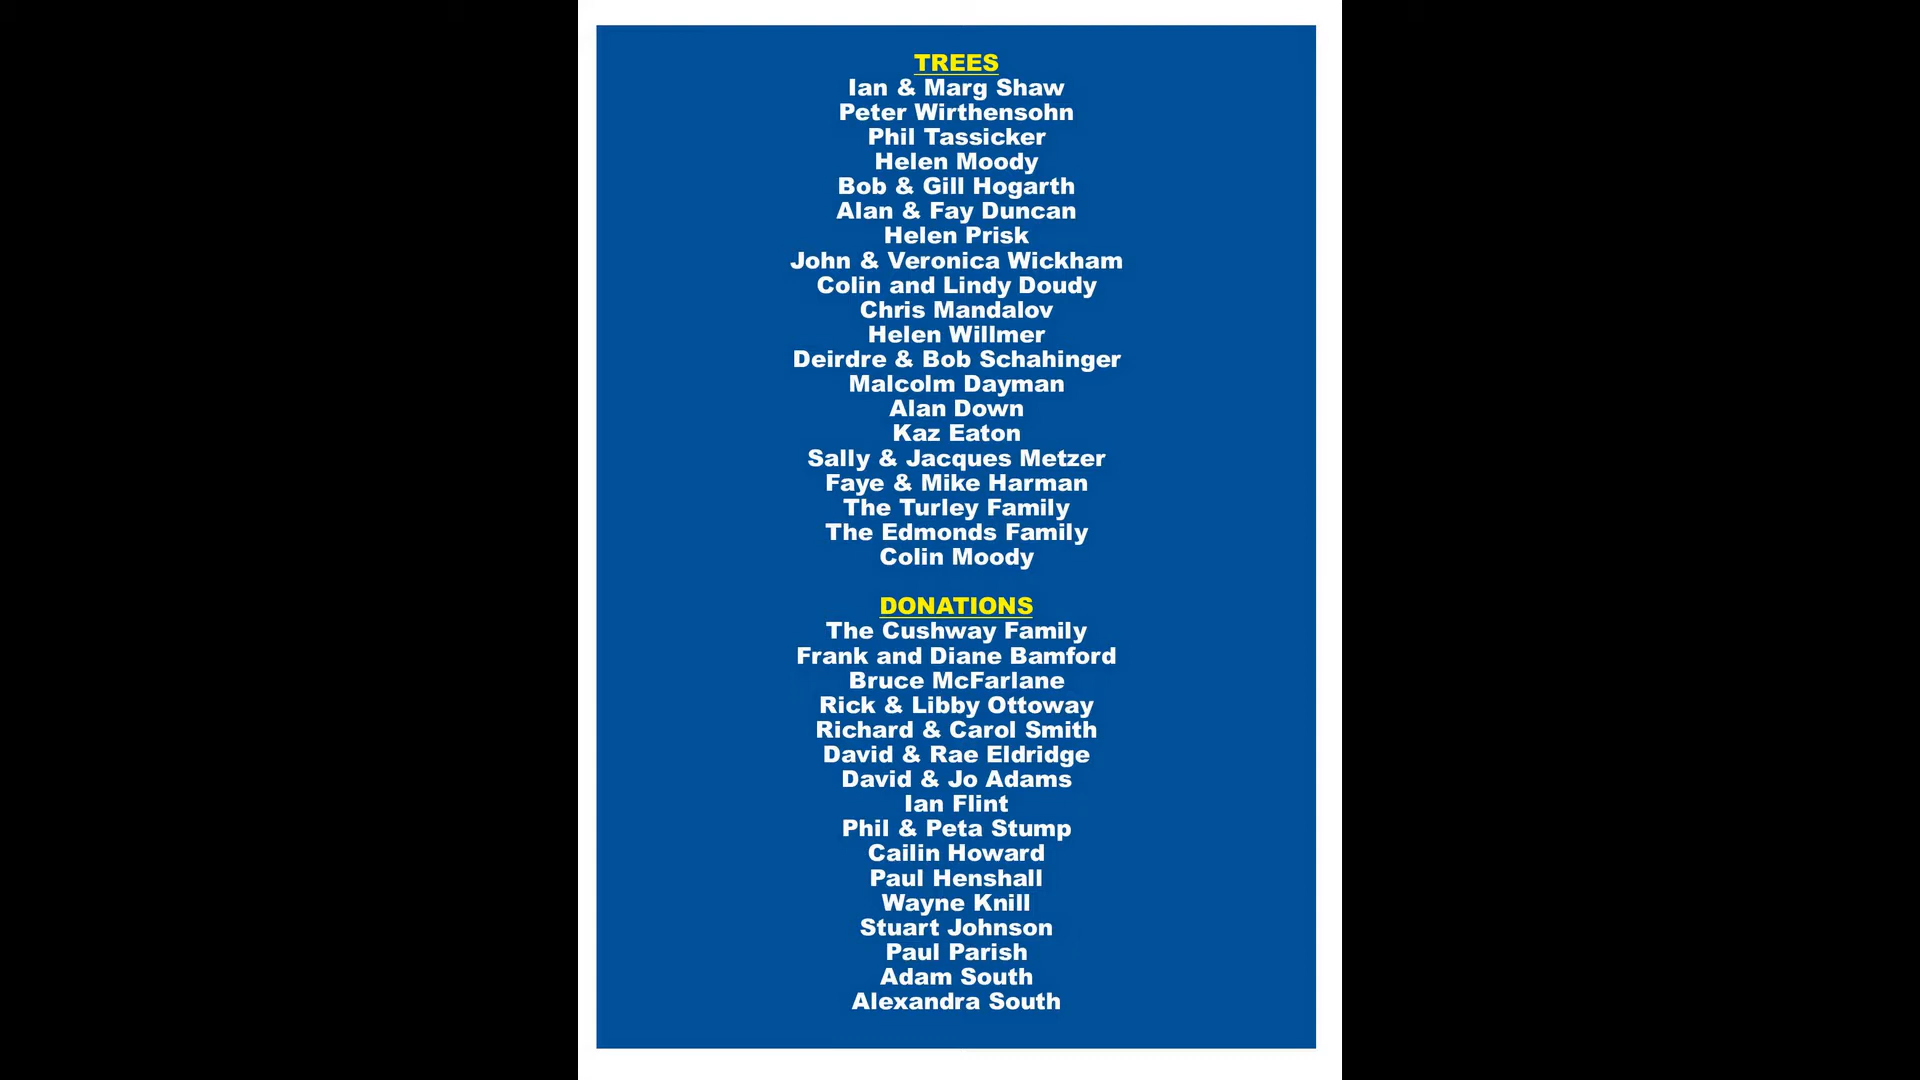 TREES
Ian & Marg Shaw
Peter Wirthensohn
Phil Tassicker
Helen Moody
Bob & Gill Hogarth
Alan & Fay Duncan
Helen Prisk
John & Veronica Wickham
Colin and Lindy Doudy
Chris Mandalov
Helen Willmer
Deirdre & Bob Schahinger
Malcolm Dayman
Alan Down
Kaz Eaton
Sally & Jacques Metzer
Faye & Mike Harman
The Turley Family
The Edmonds Family
Colin Moody
DONATIONS
The Cushway Family
Frank and Diane Bamford
Bruce McFarlane
Rick & Libby Ottoway
Richard & Carol Smith
David & Rae Eldridge
David & Jo Adams
Ian Flint
Phil & Peta Stump
Cailin Howard
Paul Henshall
Wayne Knill
Stuart Johnson
Paul Parish
Adam South
Alexandra South